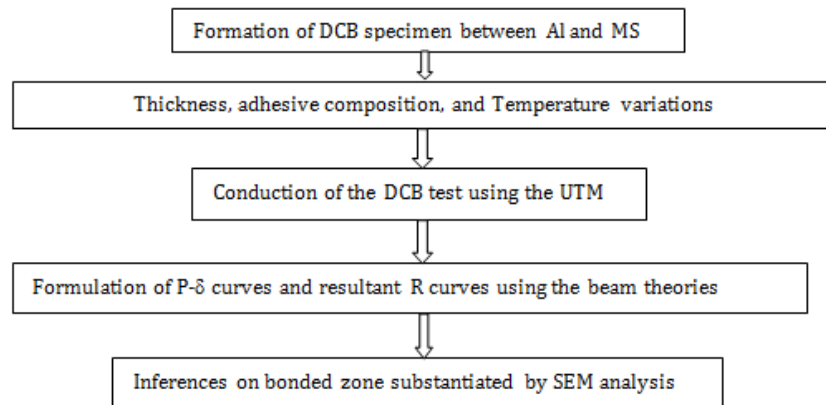 Formation of DCB specimen between Al and MS
Thickness, adhesive composition, and Temperature variations
Conduction of the DCB test using the UTM
Formulation of P-δ curves and resultant R curves using the beam theories
Inferences on bonded zone substantiated by SEM analysis